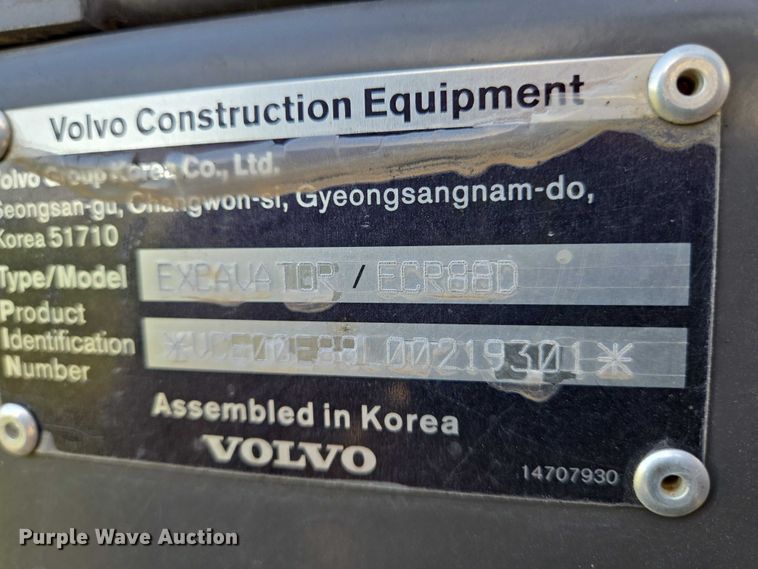 Volvo Construction Equipment
Volvo Group Korea Co., Ltd.
Seongsan-gu, Changwon-si, Gyeongsangnam-do,
Korea 51710
Type/Model EXCAVATOR / ECR88D
Product
Identification *VCE00E88L00219301*
Number
Assembled in Korea
VOLVO
14707930
Purple Wave Auction